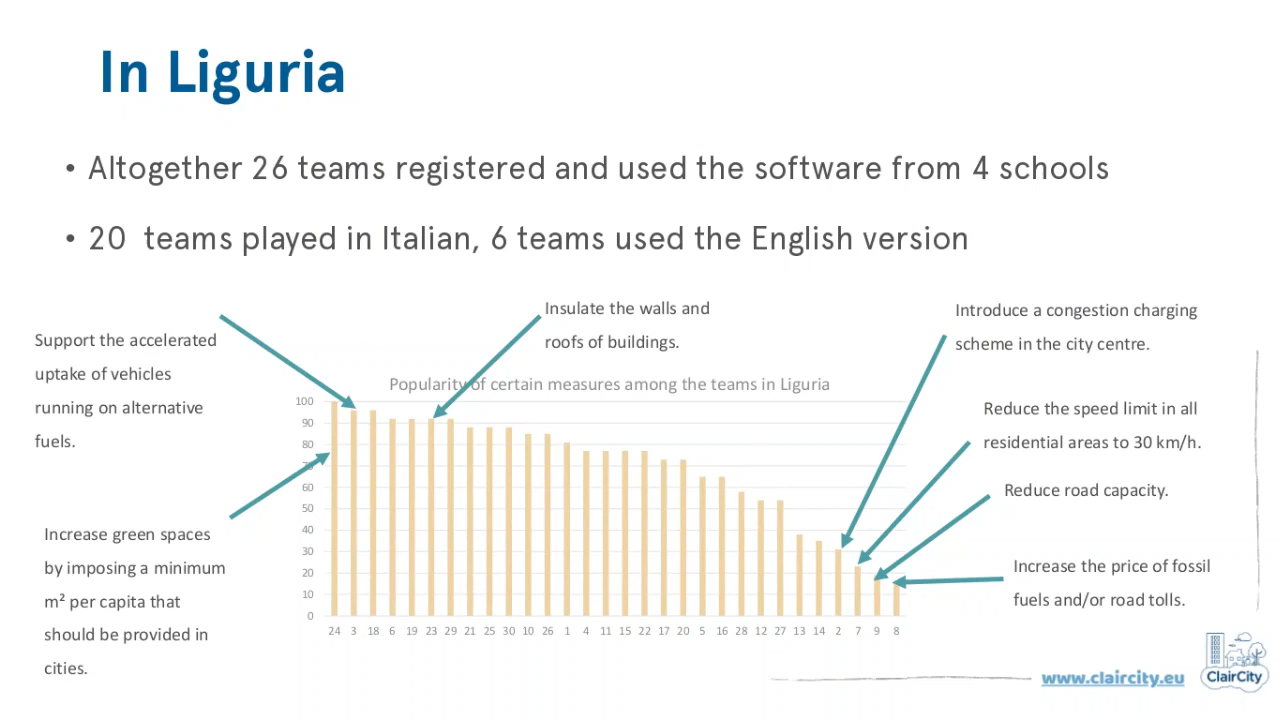 In Liguria
• Altogether 26 teams registered and used the software from 4 schools
• 20 teams played in Italian, 6 teams used the English version
Support the accelerated
uptake of vehicles
running on alternative
fuels.
Increase green spaces
by imposing a minimum
m² per capita that
should be provided in
cities.
Insulate the walls and
roofs of buildings.
Introduce a congestion charging
scheme in the city centre.
Reduce the speed limit in all
residential areas to 30 km/h.
Reduce road capacity.
Increase the price of fossil
fuels and/or road tolls.
Popularity of certain measures among the teams in Liguria
100
90
80
70
60
50
40
30
20
10
0
24 3 18 6 19 23 29 21 25 30 10 26 1 4 11 15 22 17 20 5 16 28 12 27 13 14 2 7 9 8
www.claircity.eu
ClairCity